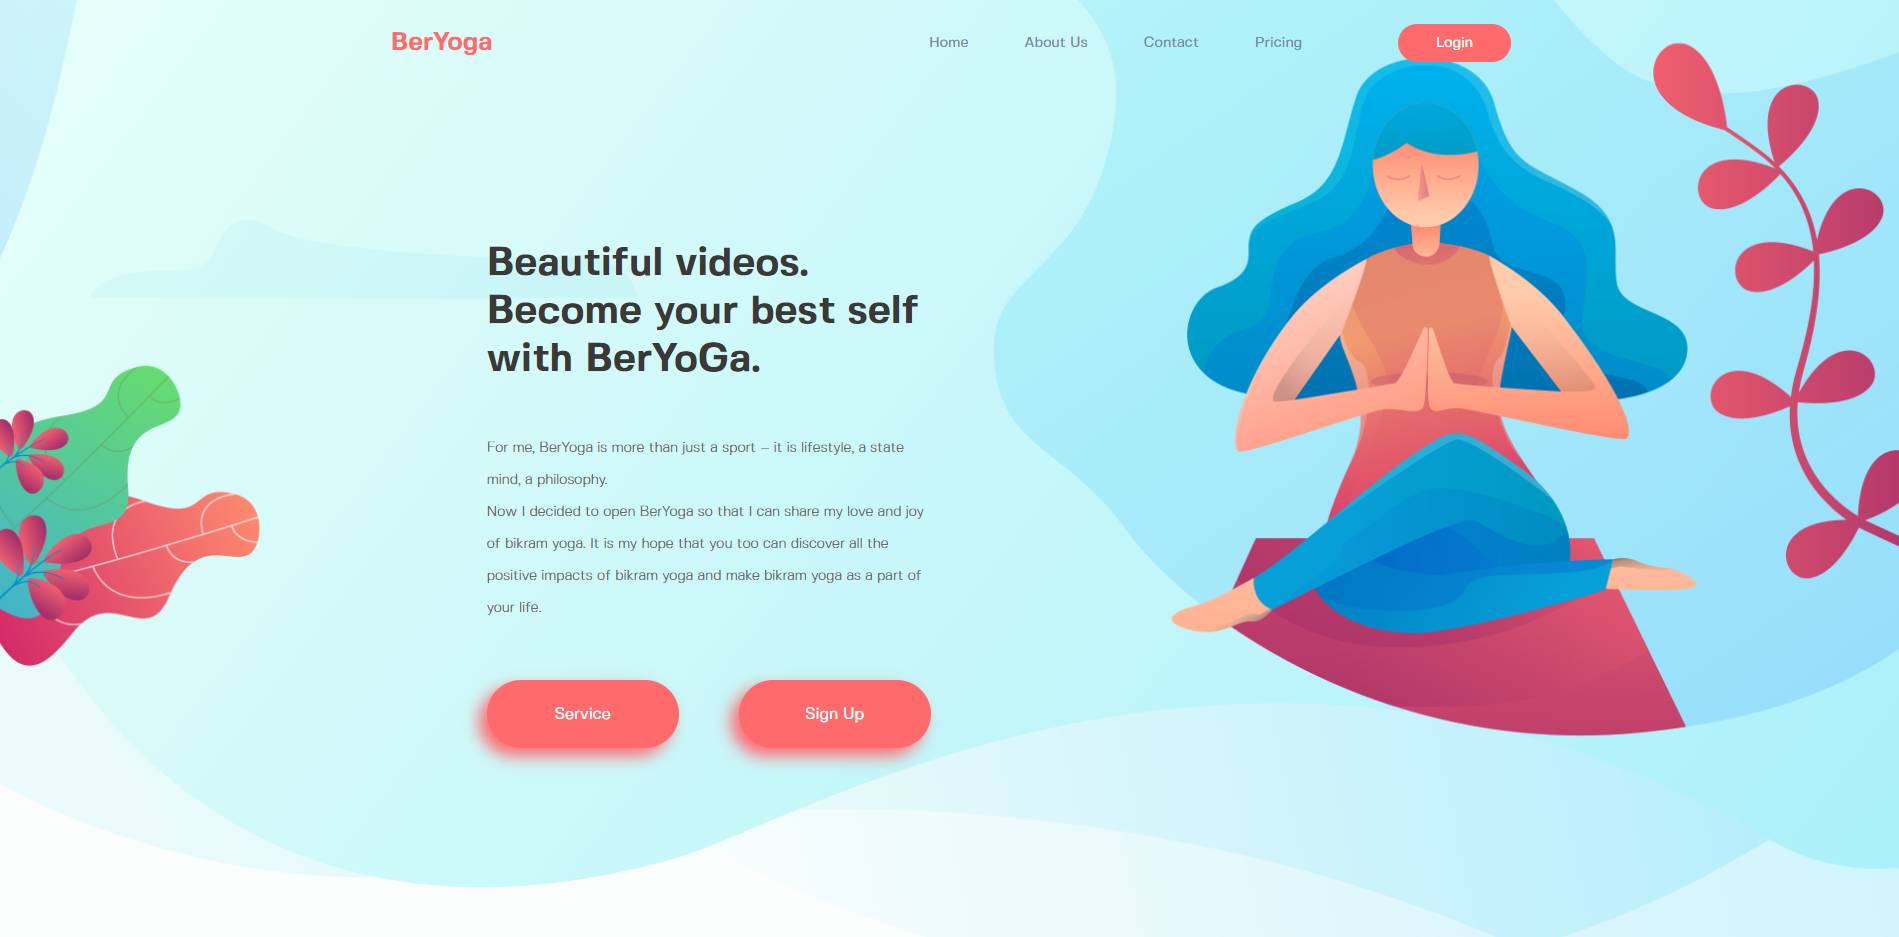 BerYoga
Home
About Us
Contact
Pricing
Login
Beautiful videos.
Become your best self
with BerYoGa.
For me, BerYoga is more than just a sport – it is lifestyle, a state
mind, a philosophy.
Now I decided to open BerYoga so that I can share my love and joy
of bikram yoga. It is my hope that you too can discover all the
positive impacts of bikram yoga and make bikram yoga as a part of
your life.
Service
Sign Up